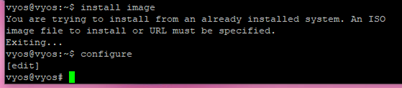 vyos@vyos:~$ install image
You are trying to install from an already installed system. An ISO
image file to install or URL must be specified.
Exiting...
vyos@vyos:~$ configure
[edit]
vyos@vyos#